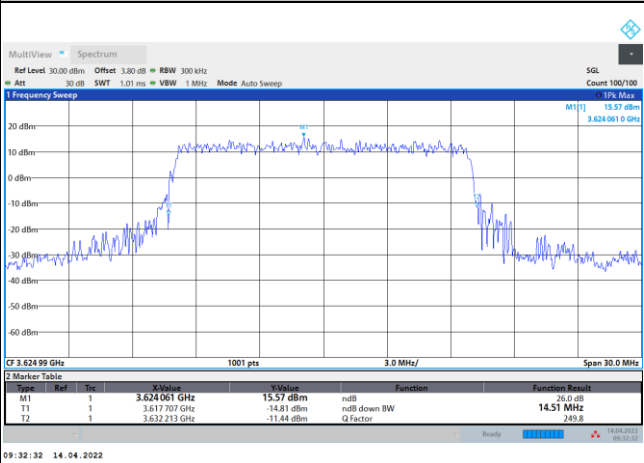 MultiView Spectrum
Ref Level 30.00 dBm Offset 3.80 dB RBW 300 kHz SGL
Att 30 dB SWT 1.01 ms VBW 1 MHz Mode Auto Sweep Count 100/100
1 Frequency Sweep 1Pk Max
M1[1] 15.57 dBm
3.624 061 0 GHz
M1
20 dBm
10 dBm
0 dBm
-10 dBm
-20 dBm
-30 dBm
-40 dBm
-50 dBm
-60 dBm
CF 3.624 99 GHz 1001 pts 3.0 MHz/ Span 30.0 MHz
2 Marker Table
Type Ref Trc X-Value Y-Value Function Function Result
M1 1 3.624 061 GHz 15.57 dBm ndB 26.0 dB
T1 1 3.617 707 GHz -14.81 dBm ndB down BW 14.51 MHz
T2 1 3.632 213 GHz -11.44 dBm Q Factor 249.8
Ready 14.04.2022
09:32:32
09:32:32 14.04.2022